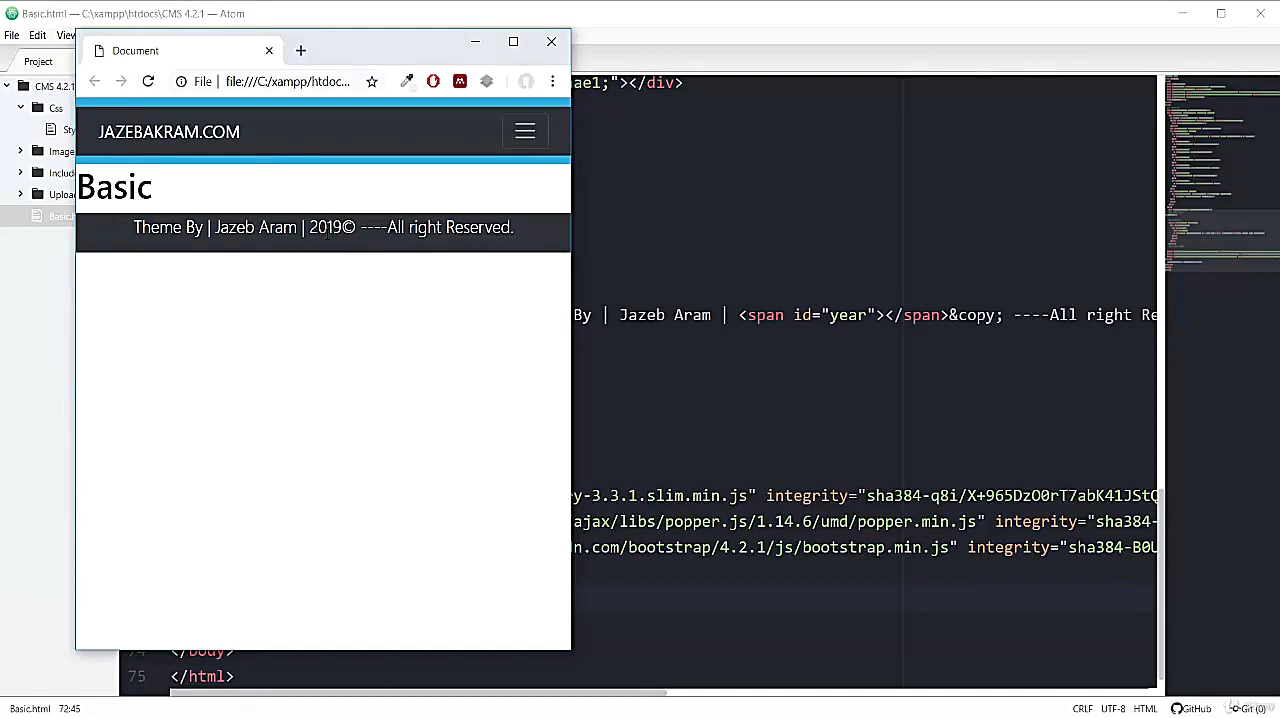 Basic.html — C:\xampp\htdocs\CMS 4.2.1 — Atom
File Edit View
Document
Project
File | file:///C:/xampp/htdoc...
CMS 4.2.1
ae1;"></div>
Css
JAZEBAKRAM.COM
Basic
Theme By | Jazeb Aram | 2019© ----All right Reserved.
By | Jazeb Aram | <span id="year"></span>&copy; ----All right Re
y-3.3.1.slim.min.js" integrity="sha384-q8i/X+965DzO0rT7abK41JStQ
/ajax/libs/popper.js/1.14.6/umd/popper.min.js" integrity="sha384-
n.com/bootstrap/4.2.1/js/bootstrap.min.js" integrity="sha384-B0U
74 </body>
75 </html>
Basic.html 72:45 CRLF UTF-8 HTML GitHub Git (0)